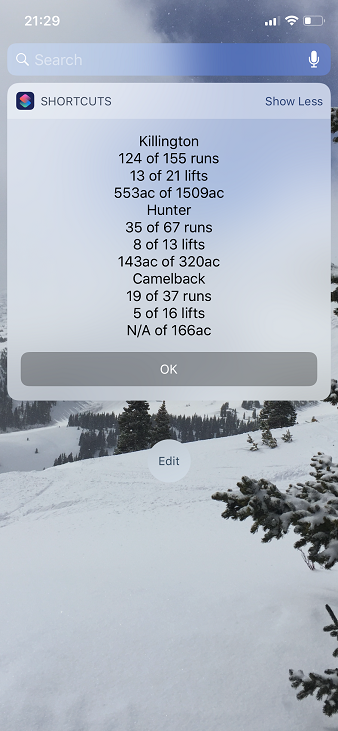 21:29
Search
SHORTCUTS
Show Less
Killington
124 of 155 runs
13 of 21 lifts
553ac of 1509ac
Hunter
35 of 67 runs
8 of 13 lifts
143ac of 320ac
Camelback
19 of 37 runs
5 of 16 lifts
N/A of 166ac
OK
Edit